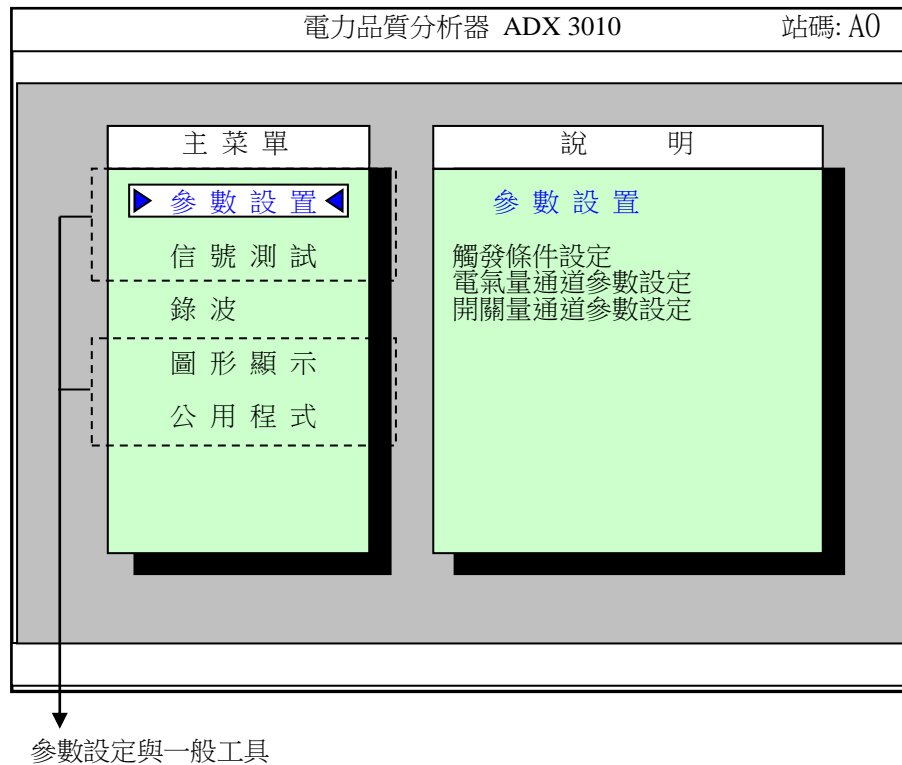 電力品質分析器 ADX 3010 站碼: A0
主菜單
參數設置
信號測試
錄波
圖形顯示
公用程式
說明
參數設置
觸發條件設定
電氣量通道參數設定
開關量通道參數設定
參數設定與一般工具